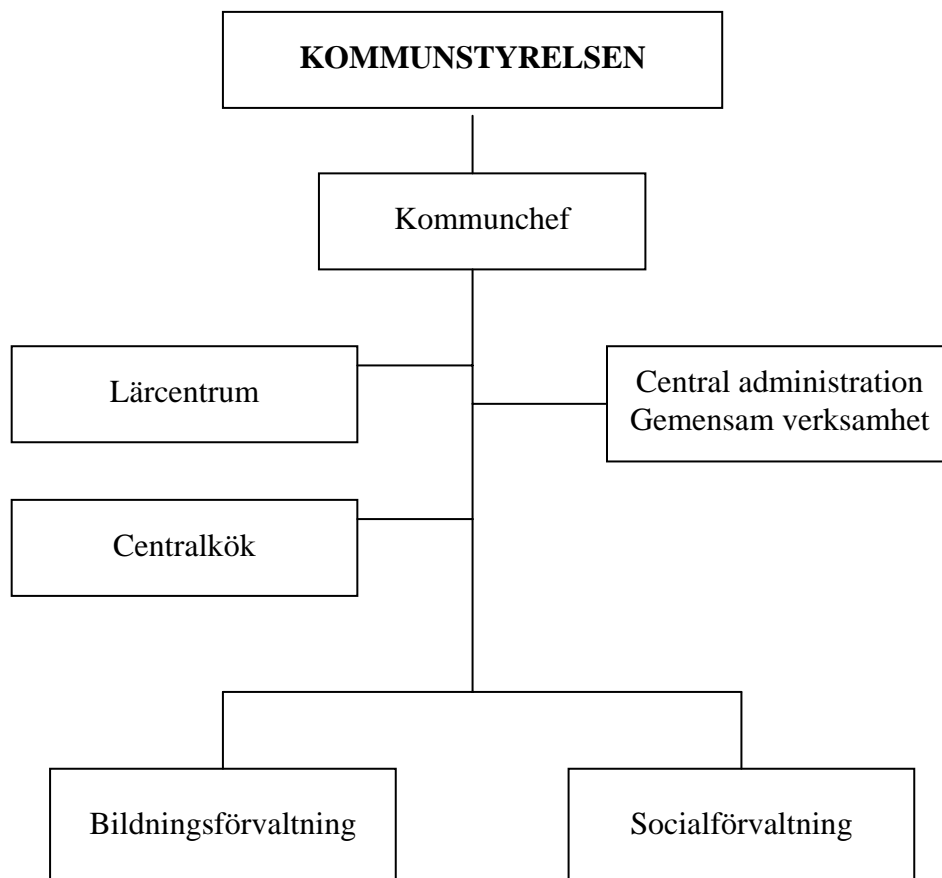 KOMMUNSTYRELSEN
Kommunchef
Lärcentrum
Central administration
Gemensam verksamhet
Centralkök
Bildningsförvaltning
Socialförvaltning